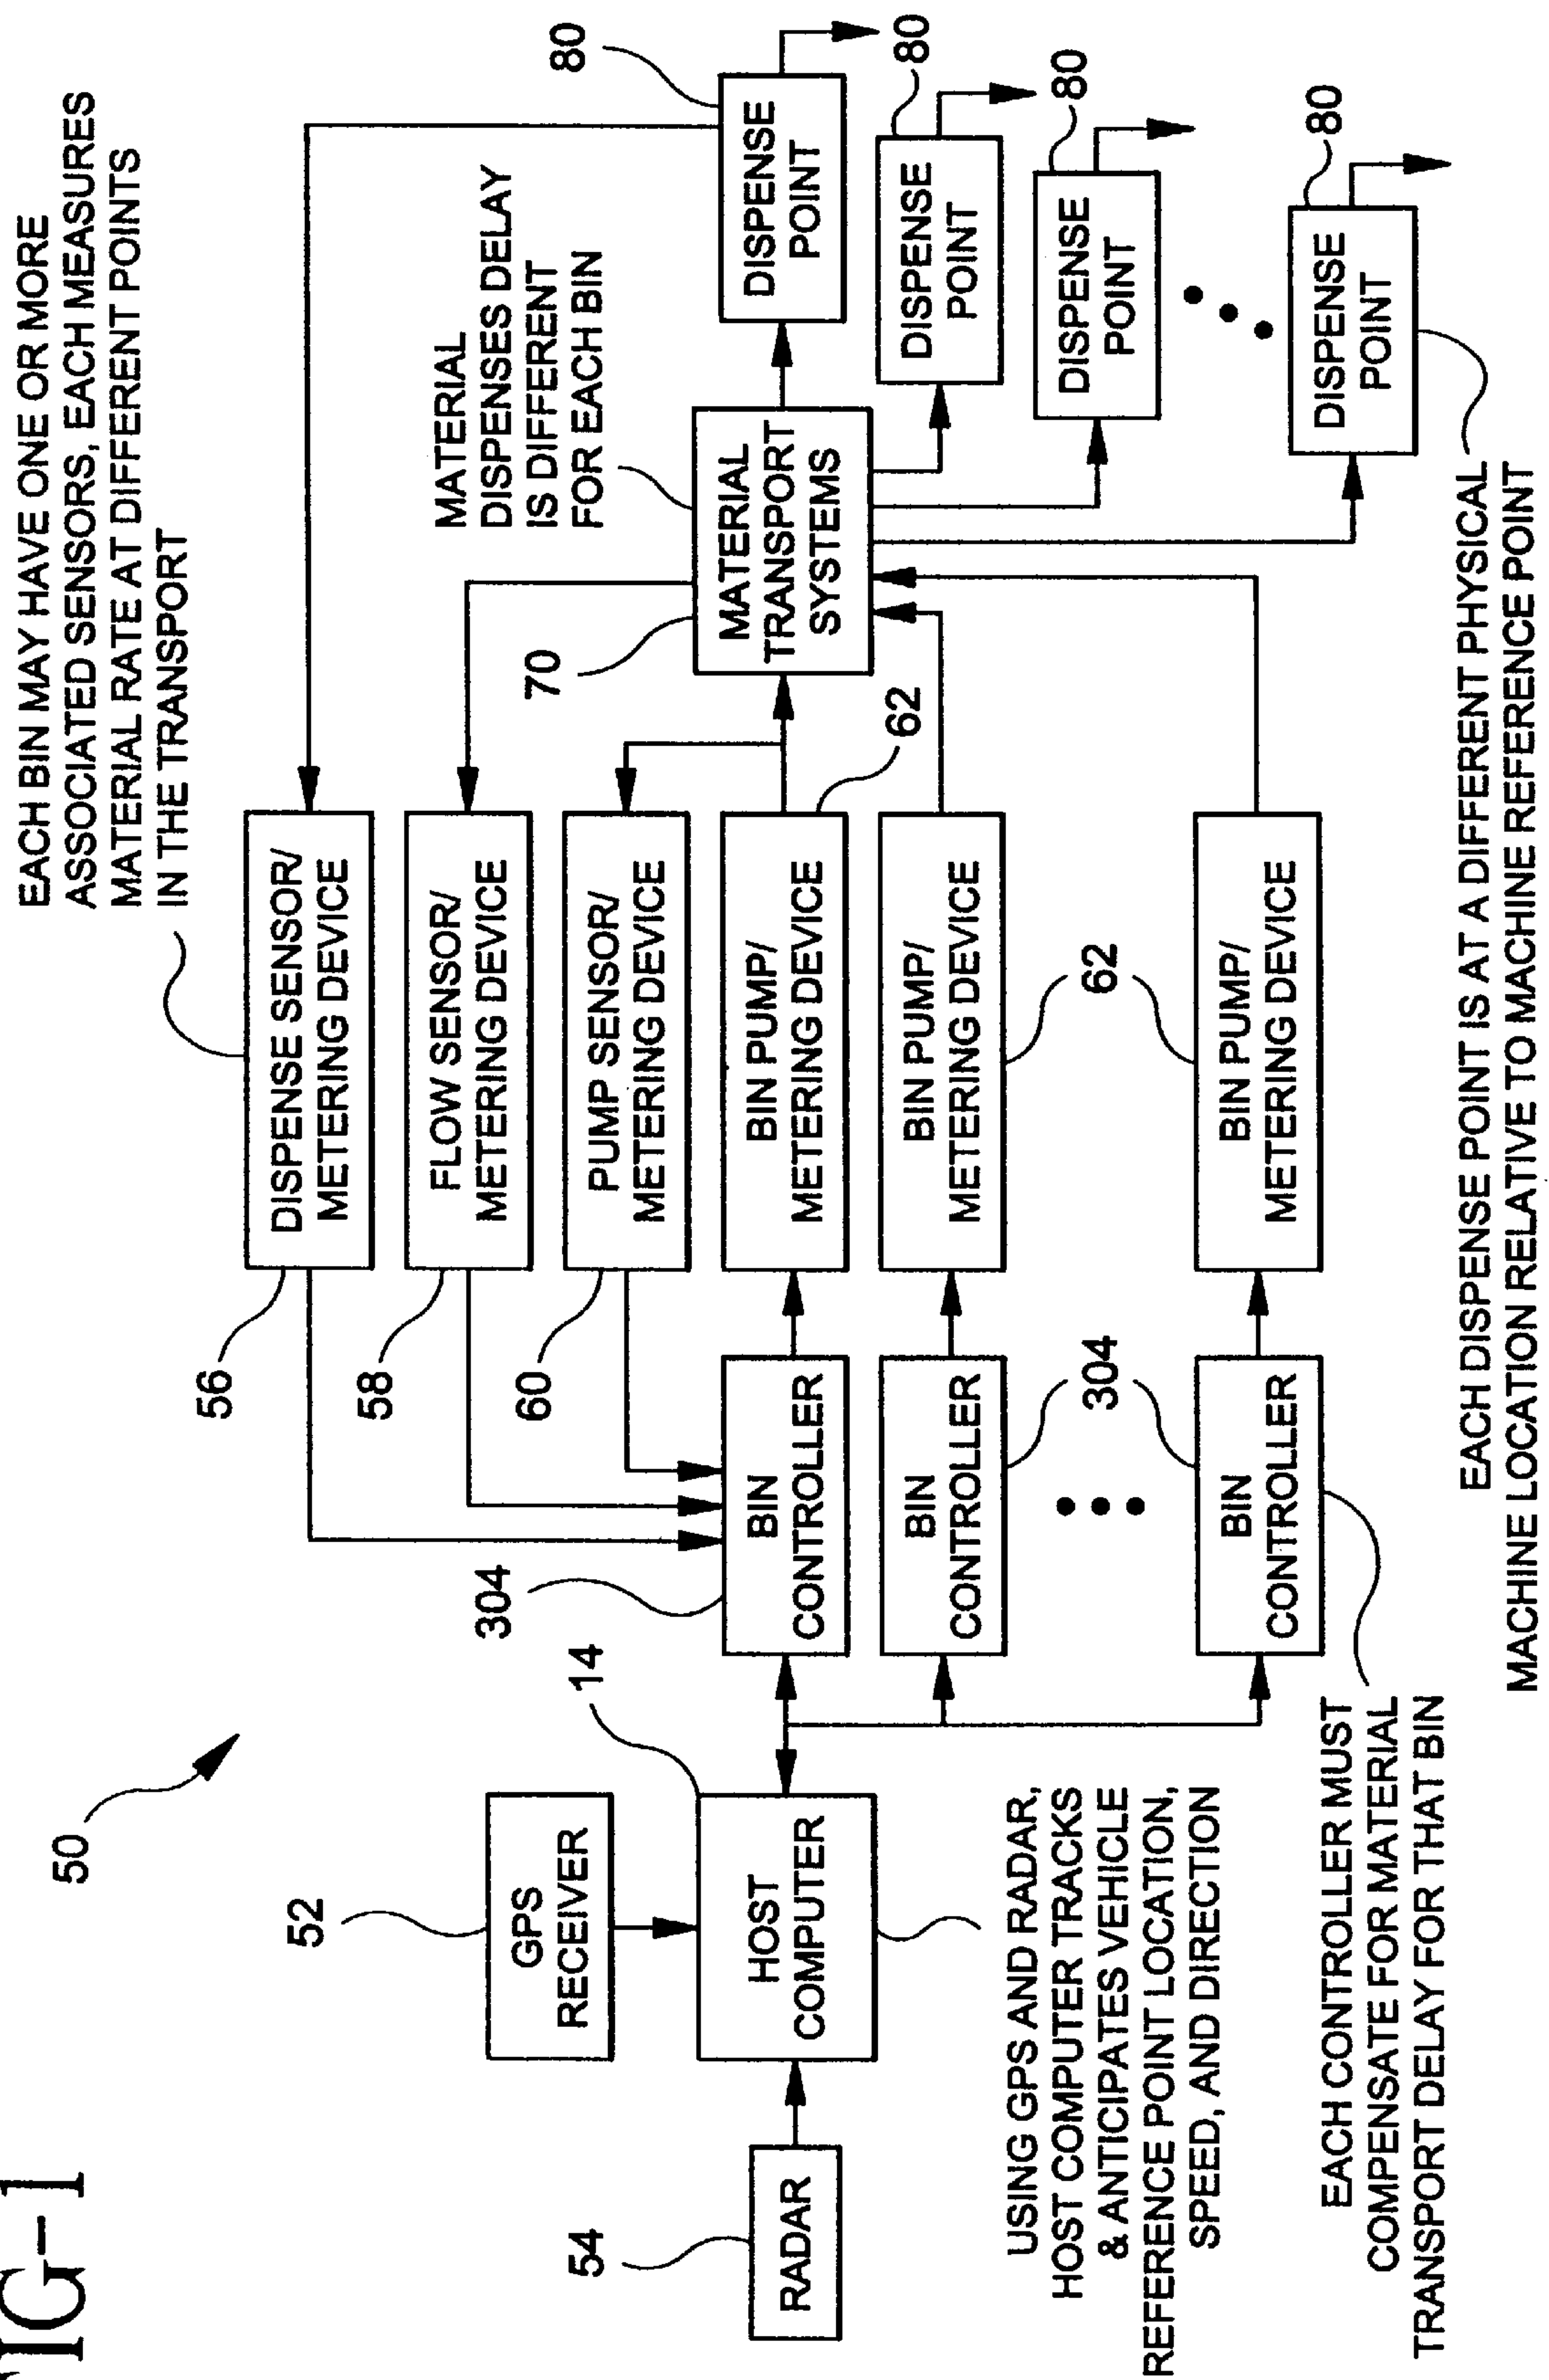 FIG-1
50
EACH BIN MAY HAVE ONE OR MORE
ASSOCIATED SENSORS, EACH MEASURES
MATERIAL RATE AT DIFFERENT POINTS
IN THE TRANSPORT
52
GPS
RECEIVER
54
RADAR
14
HOST
COMPUTER
USING GPS AND RADAR,
HOST COMPUTER TRACKS
& ANTICIPATES VEHICLE
REFERENCE POINT LOCATION,
SPEED, AND DIRECTION
56
DISPENSE SENSOR/
METERING DEVICE
58
FLOW SENSOR/
METERING DEVICE
60
PUMP SENSOR/
METERING DEVICE
304
BIN
CONTROLLER
BIN PUMP/
METERING DEVICE
62
BIN
CONTROLLER
BIN PUMP/
METERING DEVICE
304
62
BIN
CONTROLLER
BIN PUMP/
METERING DEVICE
EACH CONTROLLER MUST
COMPENSATE FOR MATERIAL
TRANSPORT DELAY FOR THAT BIN
70
MATERIAL
TRANSPORT
SYSTEMS
MATERIAL
DISPENSES DELAY
IS DIFFERENT
FOR EACH BIN
80
DISPENSE
POINT
80
DISPENSE
POINT
80
DISPENSE
POINT
80
DISPENSE
POINT
EACH DISPENSE POINT IS AT A DIFFERENT PHYSICAL
MACHINE LOCATION RELATIVE TO MACHINE REFERENCE POINT